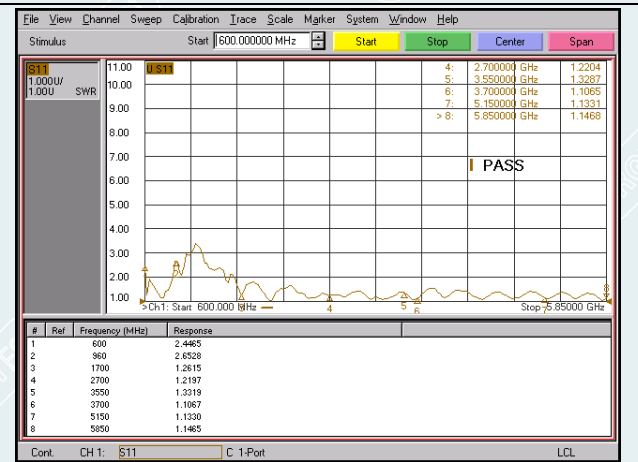 File View Channel Sweep Calibration Trace Scale Marker System Window Help
Stimulus Start 600.000000 MHz Start Stop Center Span
S11
1.000U/
1.00U SWR
11.00
10.00
9.00
8.00
7.00
6.00
5.00
4.00
3.00
2.00
1.00
U S11
4: 2.700000 GHz 1.2204
5: 3.550000 GHz 1.3287
6: 3.700000 GHz 1.1065
7: 5.150000 GHz 1.1331
> 8: 5.850000 GHz 1.1468
PASS
4 5 6
>Ch1: Start 600.000 MHz Stop 5.85000 GHz
# Ref Frequency (MHz) Response
1 600 2.4465
2 960 2.6528
3 1700 1.2615
4 2700 1.2197
5 3550 1.3319
6 3700 1.1067
7 5150 1.1330
8 5850 1.1465
Cont. CH 1: S11 C 1-Port LCL